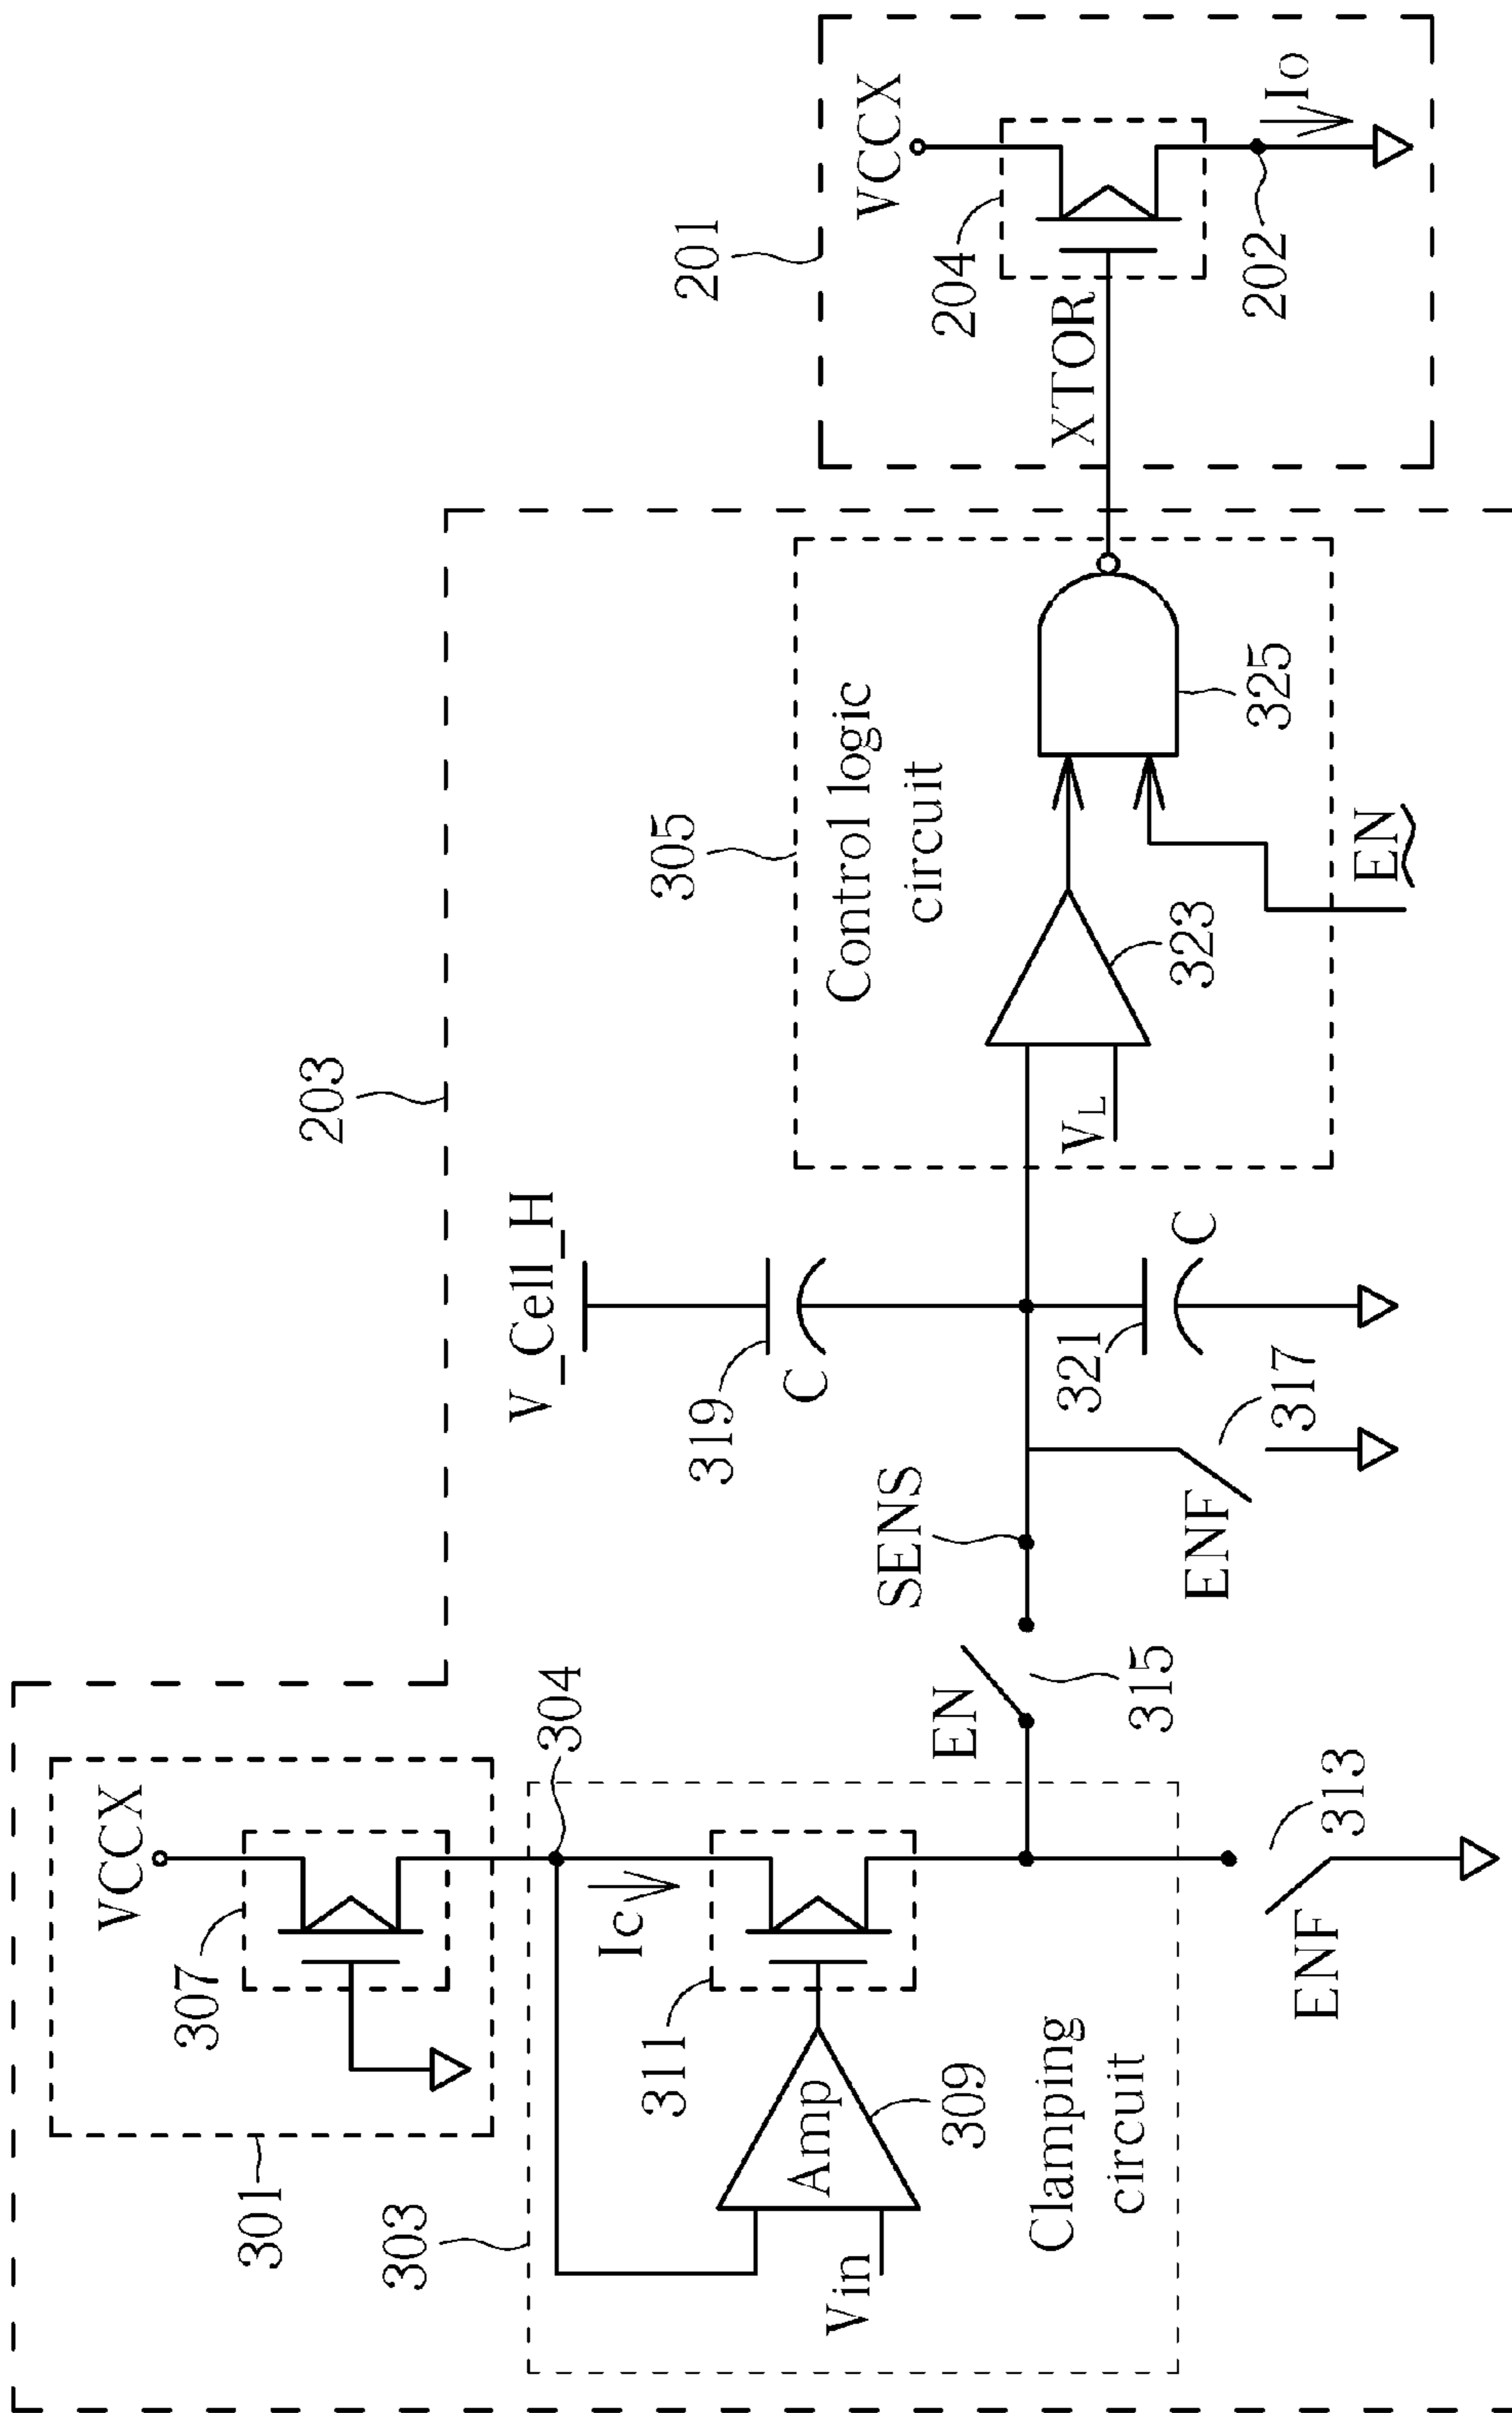 203
VCCX
307
301
304
303
Ic
311
Amp
309
Vin
Clamping
circuit
EN
315
ENF
313
SENS
ENF
317
V_Cell_H
319
C
321
C
305
Control logic
circuit
VL
323
325
EN
201
VCCX
204
XTOR
202
Io